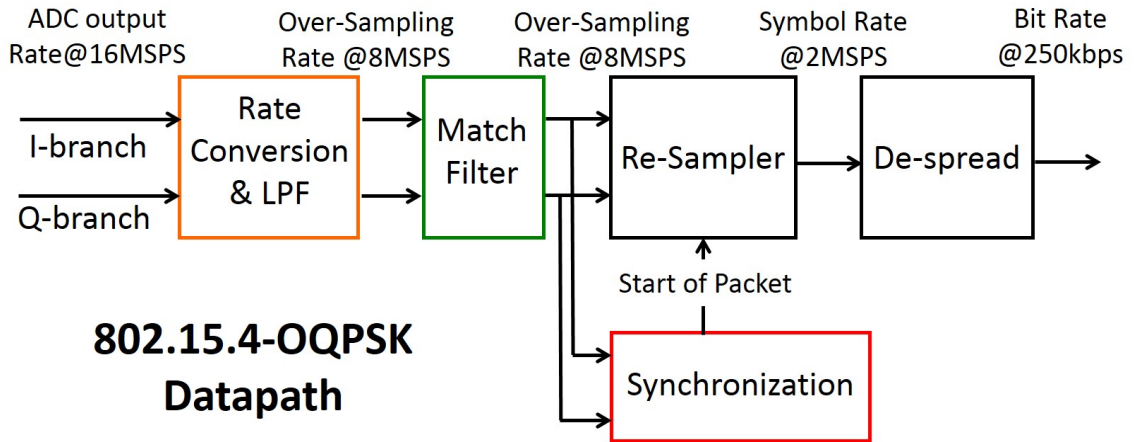 ADC output
Rate@16MSPS
Over-Sampling
Rate @8MSPS
Over-Sampling
Rate @8MSPS
Symbol Rate
@2MSPS
Bit Rate
@250kbps
I-branch
Q-branch
Rate
Conversion
& LPF
Match
Filter
Re-Sampler
De-spread
Start of Packet
Synchronization
802.15.4-OQPSK
Datapath